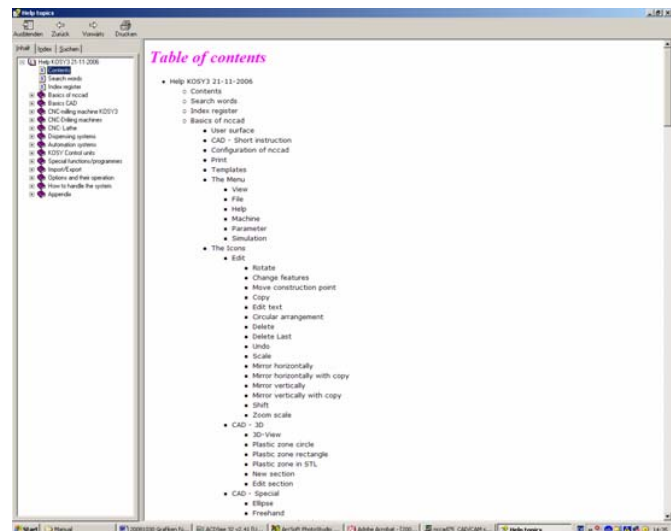 Help topics
Ausblenden Zurück Vorwärts Drucken
Inhalt Index Suchen
Help KOSY3 21-11-2006
Contents
Search words
Index register
Basics of nccad
Basics CAD
CNC-milling machine KOSY3
CNC-Drilling machines
CNC-Lathe
Dispensing systems
Automation systems
KOSY Control units
Special functions/programmes
Import/Export
Options and their operation
How to handle the system
Appendix
Table of contents
Help KOSY3 21-11-2006
Contents
Search words
Index register
Basics of nccad
User surface
CAD - Short instruction
Configuration of nccad
Print
Templates
The Menu
View
File
Help
Machine
Parameter
Simulation
The Icons
Edit
Rotate
Change features
Move construction point
Copy
Edit text
Circular arrangement
Delete
Delete Last
Undo
Scale
Mirror horizontally
Mirror horizontally with copy
Mirror vertically
Mirror vertically with copy
Shift
Zoom scale
CAD - 3D
3D-View
Plastic zone circle
Plastic zone rectangle
Plastic zone in STL
New section
Edit section
CAD - Special
Ellipse
Freehand
Start Manual ArcSoft PhotoStudio Help topics